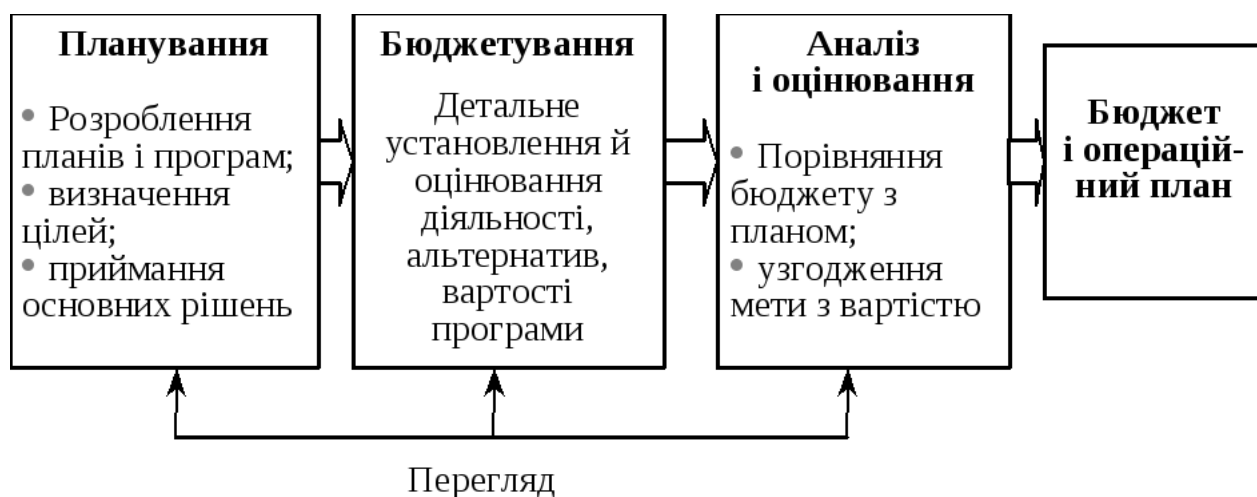 Планування
• Розроблення
планів і програм;
• визначення
цілей;
• приймання
основних рішень
Бюджетування
Детальне
установлення й
оцінювання
діяльності,
альтернатив,
вартості
програми
Аналіз
і оцінювання
• Порівняння
бюджету з
планом;
• узгодження
мети з вартістю
Бюджет
і операцій-
ний план
Перегляд